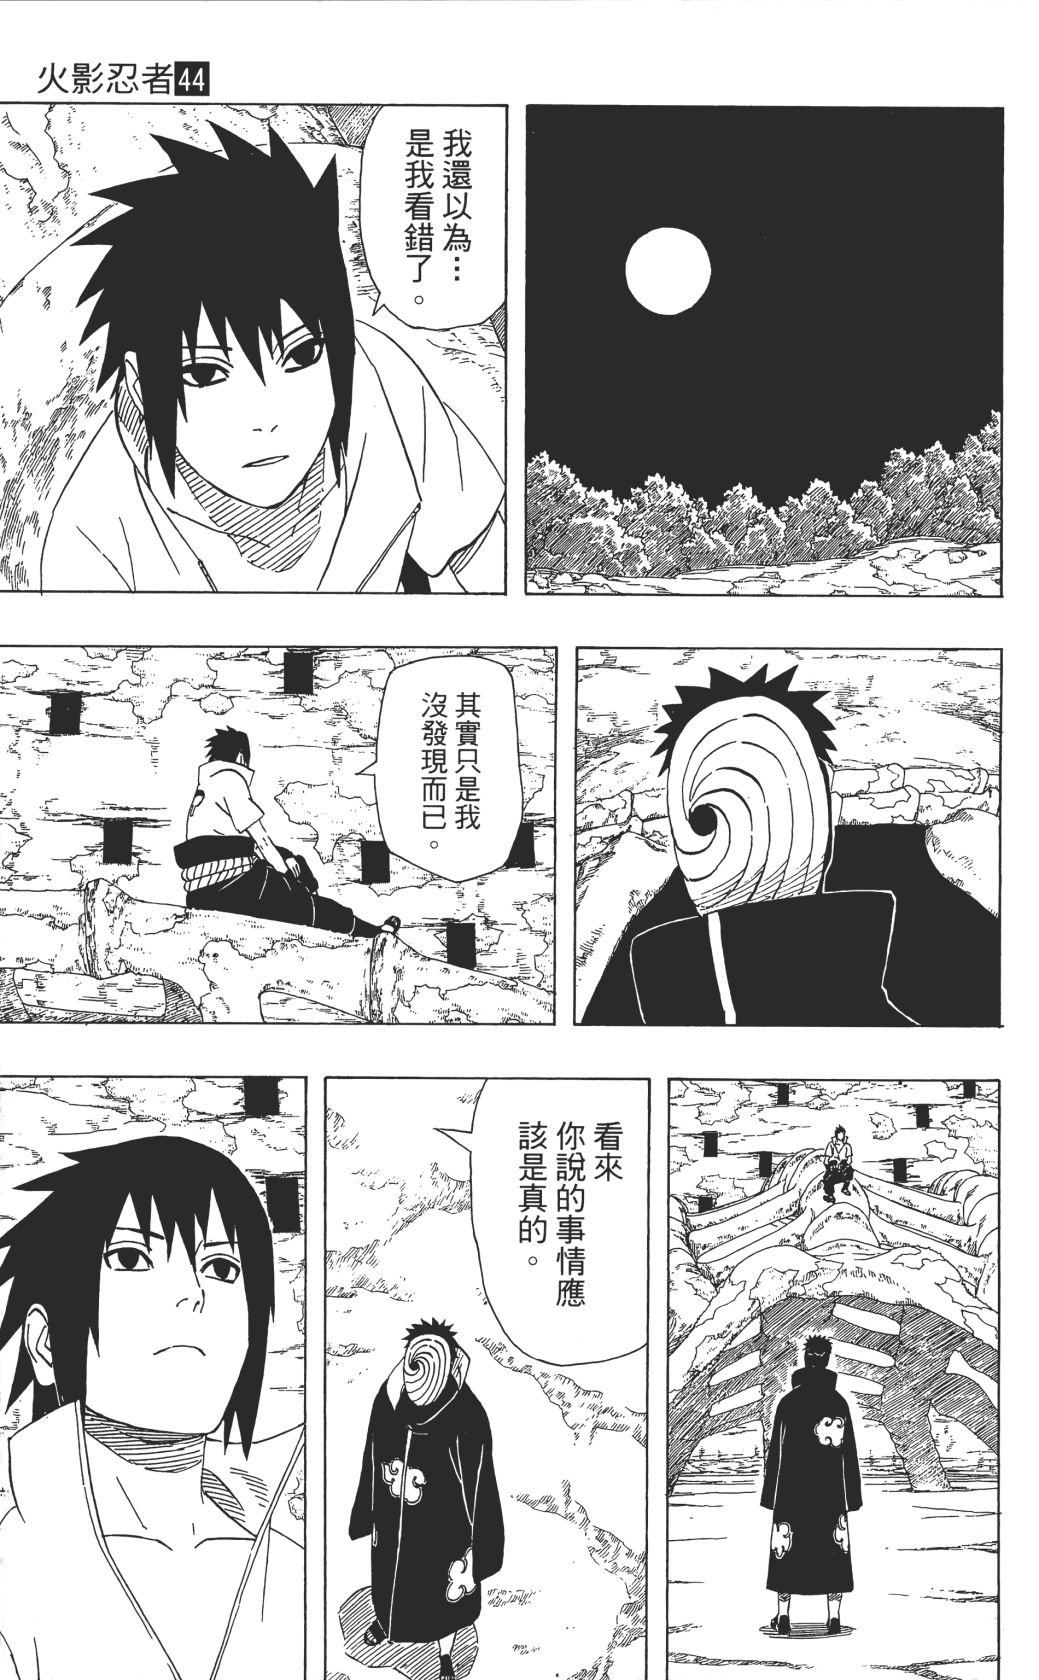 火影忍者44
我還以為…
是我看錯了。
其實只是我
沒發現而已。
看來
你說的事情應
該是真的。